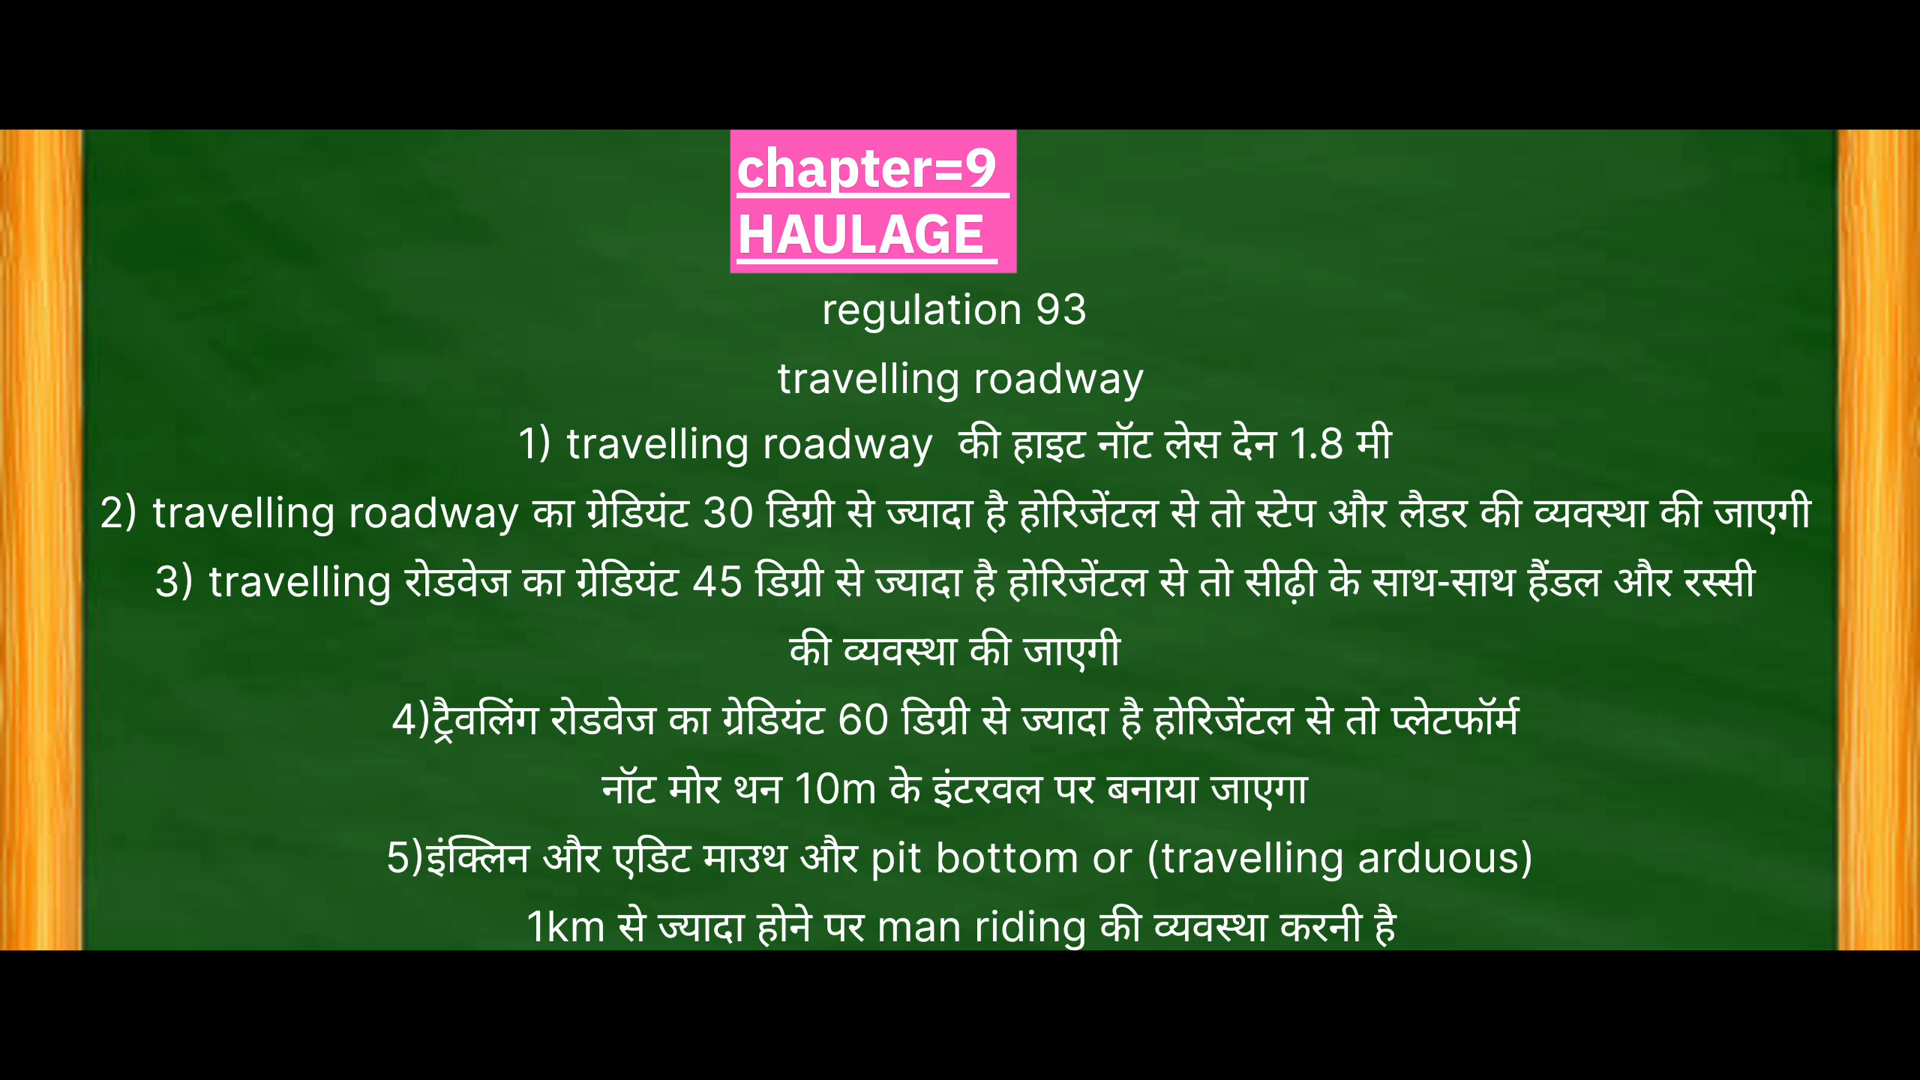 chapter=9
HAULAGE
regulation 93
travelling roadway
1) travelling roadway की हाइट नॉट लेस देन 1.8 मी
2) travelling roadway का ग्रेडियंट 30 डिग्री से ज्यादा है होरिजेंटल से तो स्टेप और लैडर की व्यवस्था की जाएगी
3) travelling रोडवेज का ग्रेडियंट 45 डिग्री से ज्यादा है होरिजेंटल से तो सीढ़ी के साथ-साथ हैंडल और रस्सी
की व्यवस्था की जाएगी
4)ट्रैवलिंग रोडवेज का ग्रेडियंट 60 डिग्री से ज्यादा है होरिजेंटल से तो प्लेटफॉर्म
नॉट मोर थन 10m के इंटरवल पर बनाया जाएगा
5)इंक्लिन और एडिट माउथ और pit bottom or (travelling arduous)
1km से ज्यादा होने पर man riding की व्यवस्था करनी है